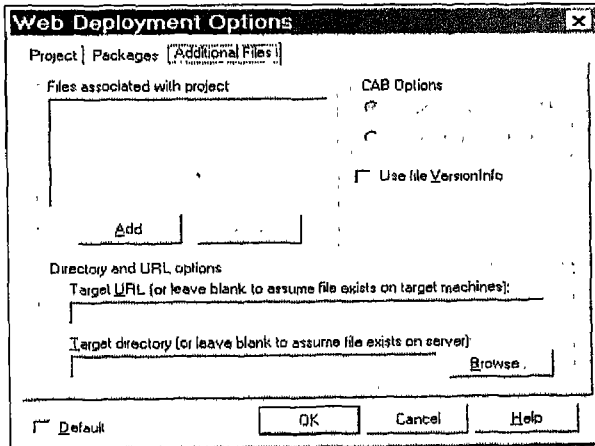 Web Deployment Options
Project Packages Additional Files
Files associated with project
CAB Options
Use file VersionInfo
Add
Directory and URL options
Target URL (or leave blank to assume file exists on target machines):
Target directory (or leave blank to assume file exists on server)
Browse.
Default
OK
Cancel
Help